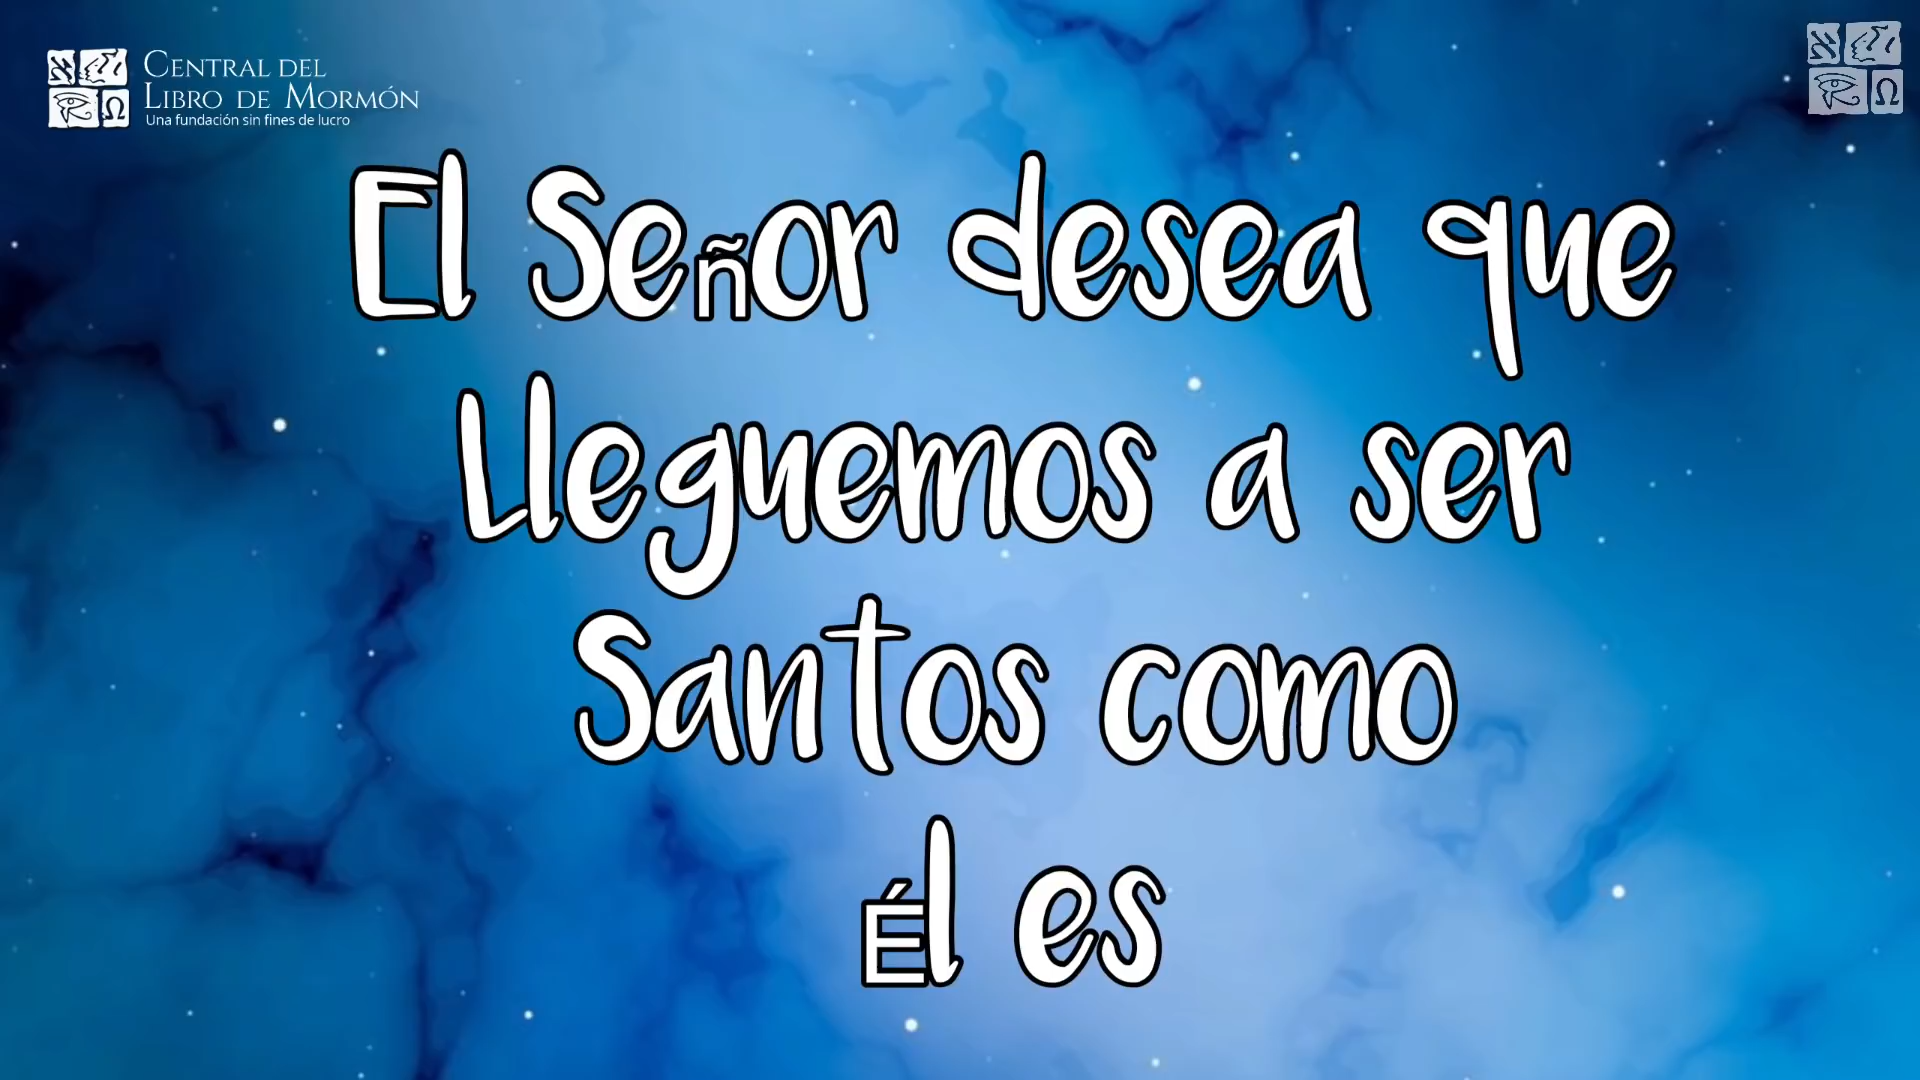 CENTRAL DEL
LIBRO DE MORMÓN
Una fundación sin fines de lucro
El Señor desea que
Lleguemos a ser
Santos como
Él es